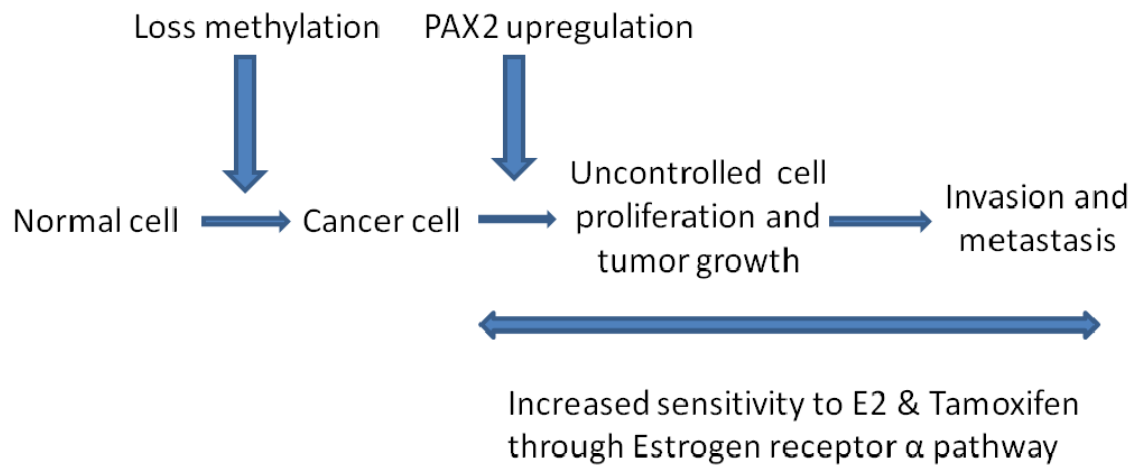 Loss methylation
PAX2 upregulation
Normal cell
Cancer cell
Uncontrolled cell
proliferation and
tumor growth
Invasion and
metastasis
Increased sensitivity to E2 & Tamoxifen
through Estrogen receptor α pathway